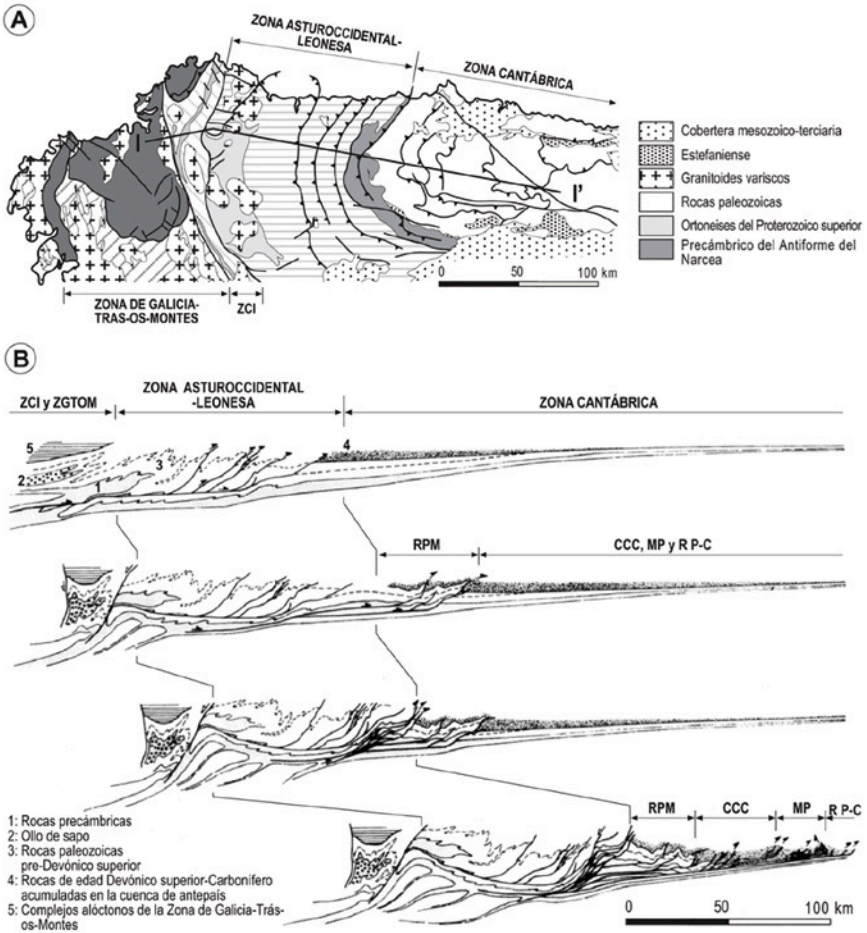 A
ZONA ASTUROCCIDENTAL-
LEONESA
ZONA CANTÁBRICA
I
I'
ZONA DE GALICIA-
TRAS-OS-MONTES
ZCI
0 50 100 km
Cobertera mesozoico-terciaria
Estefaniense
Granitoides variscos
Rocas paleozoicas
Ortoneises del Proterozoico superior
Precámbrico del Antiforme del
Narcea
B
ZCI y ZGTOM
ZONA ASTUROCCIDENTAL
-LEONESA
ZONA CANTÁBRICA
5
2
1
3
4
RPM
CCC, MP y R P-C
RPM
CCC
MP
R P-C
1: Rocas precámbricas
2: Ollo de sapo
3: Rocas paleozoicas
pre-Devónico superior
4: Rocas de edad Devónico superior-Carbonífero
acumuladas en la cuenca de antepaís
5: Complejos alóctonos de la Zona de Galicia-Trás-
os-Montes
0 50 100 km